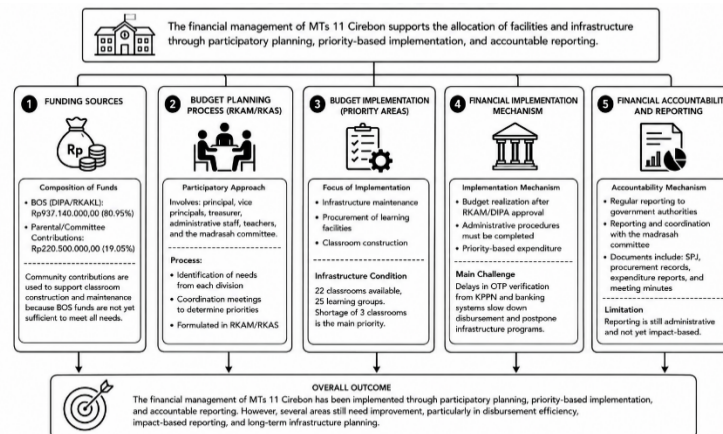 The financial management of MTs 11 Cirebon supports the allocation of facilities and infrastructure
through participatory planning, priority-based implementation, and accountable reporting.
1 FUNDING SOURCES
Rp
Composition of Funds
• BOS (DIPA/RKAKL):
Rp937.140.000,00 (80.95%)
• Parental/Committee
Contributions:
Rp220.500.000,00 (19.05%)
Community contributions are
used to support classroom
construction and maintenance
because BOS funds are not yet
sufficient to meet all needs.
2 BUDGET PLANNING
PROCESS (RKAM/RKAS)
Participatory Approach
Involves: principal, vice
principals, treasurer,
administrative staff, teachers,
and the madrasah committee.
Process:
• Identification of needs
from each division
• Coordination meetings
to determine priorities
• Formulated in RKAM/RKAS
3 BUDGET IMPLEMENTATION
(PRIORITY AREAS)
Focus of Implementation
• Infrastructure maintenance
• Procurement of learning
facilities
• Classroom construction
Infrastructure Condition
22 classrooms available,
25 learning groups.
Shortage of 3 classrooms
is the main priority.
4 FINANCIAL IMPLEMENTATION
MECHANISM
Implementation Mechanism
• Budget realization after
RKAM/DIPA approval
• Administrative procedures
must be completed
• Priority-based expenditure
Main Challenge
Delays in OTP verification
from KPPN and banking
systems slow down
disbursement and postpone
infrastructure programs.
5 FINANCIAL ACCOUNTABILIT
AND REPORTING
Accountability Mechanism
• Regular reporting to
government authorities
• Reporting and coordination
with the madrasah
committee
• Documents include: SPJ,
procurement records,
expenditure reports, and
meeting minutes
Limitation
Reporting is still administrative
and not yet impact-based.
OVERALL OUTCOME
The financial management of MTs 11 Cirebon has been implemented through participatory planning, priority-based implementation,
and accountable reporting. However, several areas still need improvement, particularly in disbursement efficiency,
impact-based reporting, and long-term infrastructure planning.